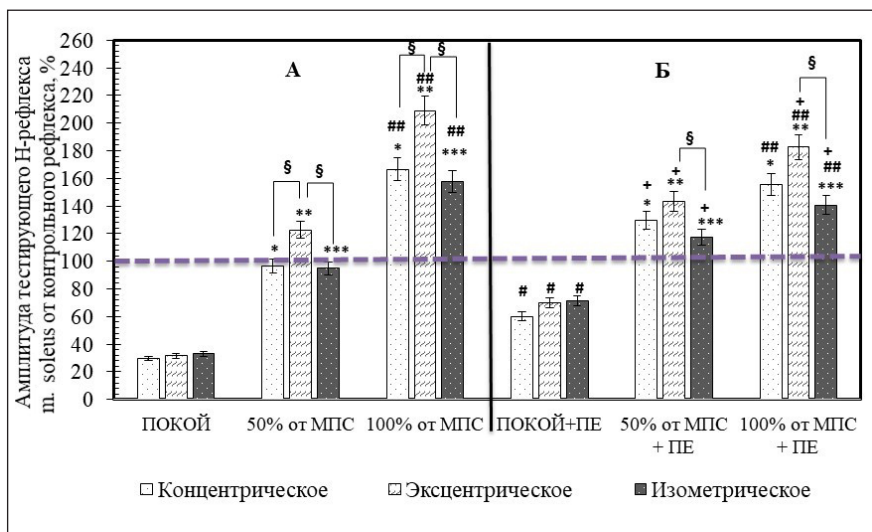 Амплитуда тестирующего Н-рефлекса
m. soleus от контрольного рефлекса, %
260
240
220
200
180
160
140
120
100
80
60
40
20
0
А
Б
§ §
##
**
##
*
##
***
§ §
*
**
***
# # #
§
+
*
+
**
+
***
§
##
*
+
##
**
+
##
***
ПОКОЙ
50% от МПС
100% от МПС
ПОКОЙ+ПЕ
50% от МПС
+ ПЕ
100% от МПС
+ ПЕ
Концентрическое
Эксцентрическое
Изометрическое